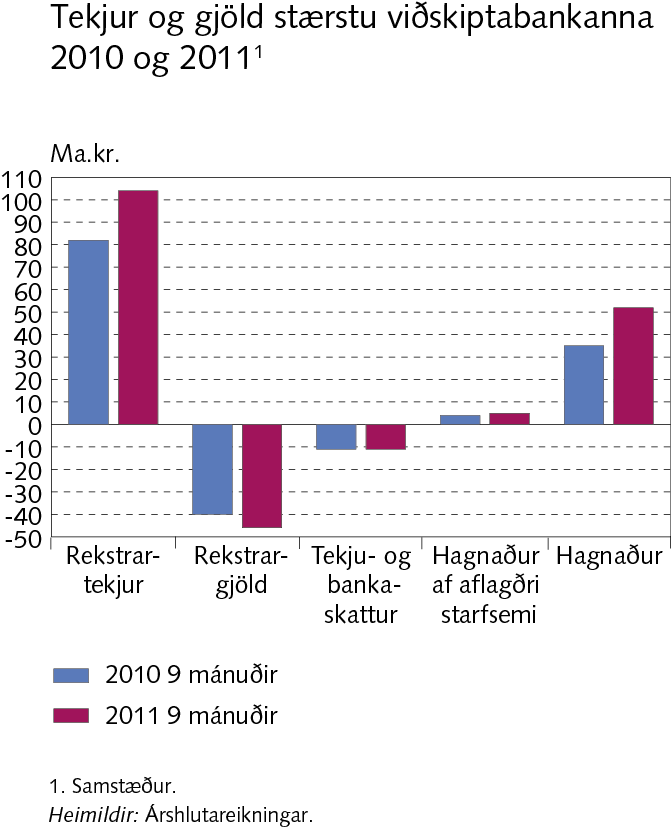 Tekjur og gjöld stærstu viðskiptabankanna
2010 og 2011¹
Ma.kr.
110
100
90
80
70
60
50
40
30
20
10
0
-10
-20
-30
-40
-50
Rekstrar-
tekjur
Rekstrar-
gjöld
Tekju- og
banka-
skattur
Hagnaður
af aflagðri
starfsemi
Hagnaður
2010 9 mánuðir
2011 9 mánuðir
1. Samstæður.
Heimildir: Árshlutareikningar.